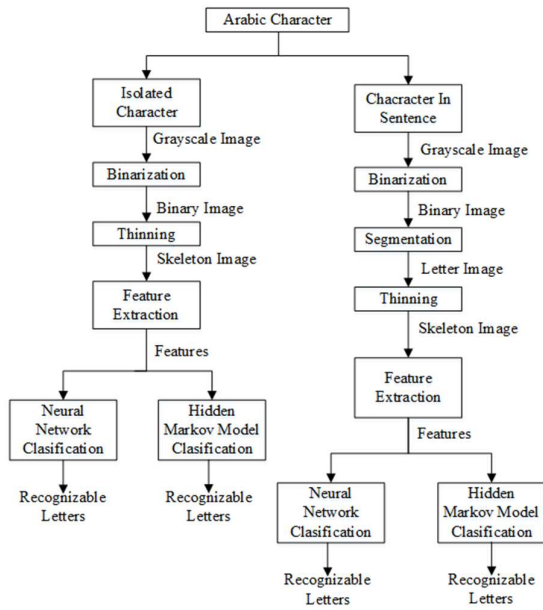 Arabic Character
Isolated
Character
Grayscale Image
Binarization
Binary Image
Thinning
Skeleton Image
Feature
Extraction
Features
Neural
Network
Clasification
Hidden
Markov Model
Clasification
Recognizable
Letters
Recognizable
Letters
Chacracter In
Sentence
Grayscale Image
Binarization
Binary Image
Segmentation
Letter Image
Thinning
Skeleton Image
Feature
Extraction
Features
Neural
Network
Clasification
Hidden
Markov Model
Clasification
Recognizable
Letters
Recognizable
Letters